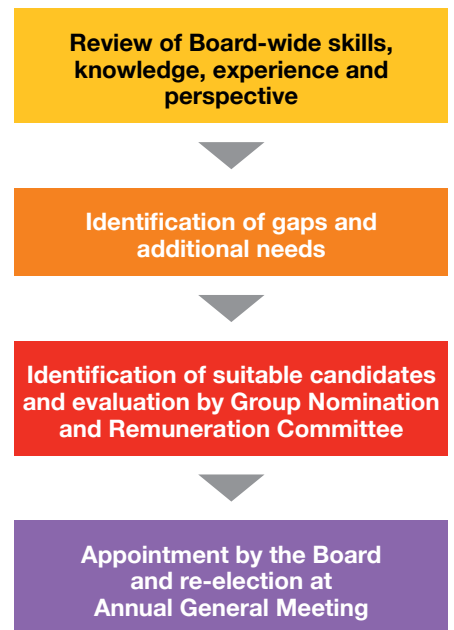 Review of Board-wide skills,
knowledge, experience and
perspective
Identification of gaps and
additional needs
Identification of suitable candidates
and evaluation by Group Nomination
and Remuneration Committee
Appointment by the Board
and re-election at
Annual General Meeting